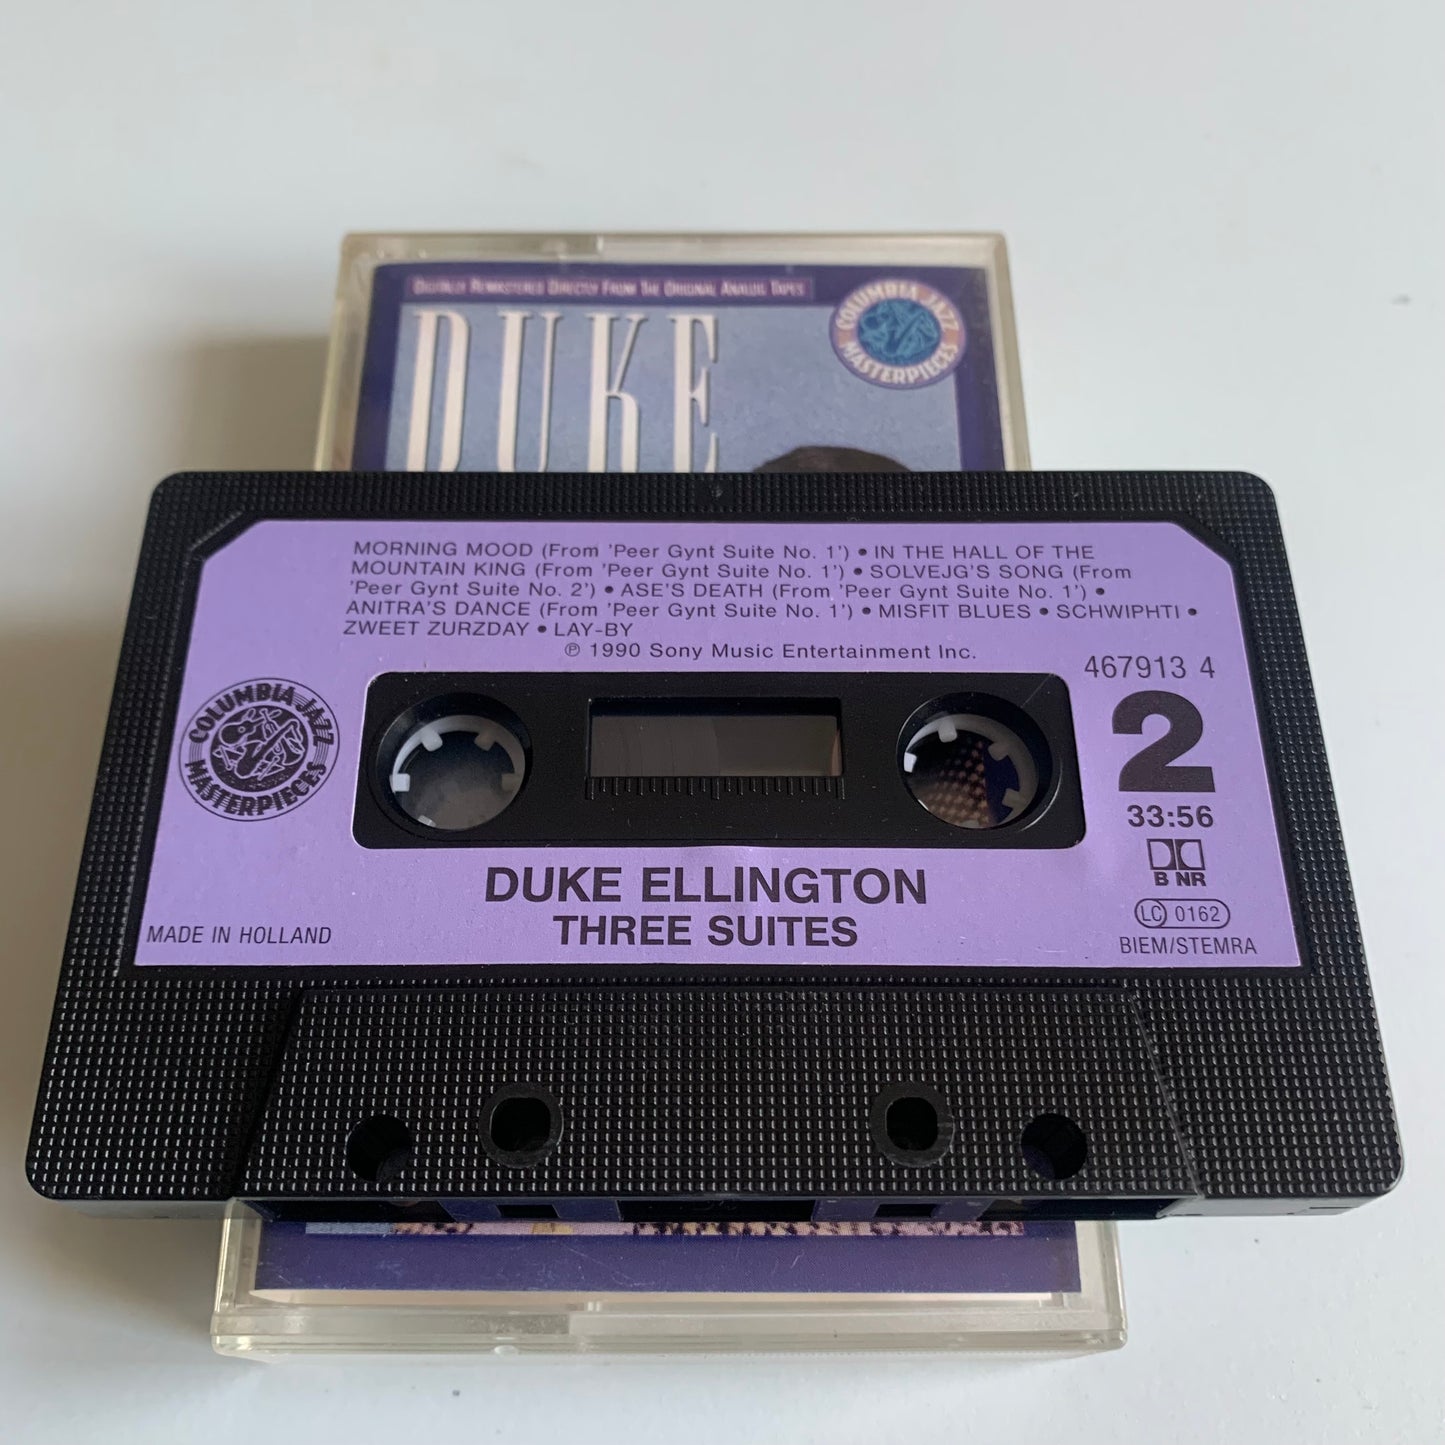 DIGITALLY REMASTERED DIRECTLY FROM THE ORIGINAL ANALOG TAPES
DUKE
COLUMBIA JAZZ
MASTERPIECES
MORNING MOOD (From 'Peer Gynt Suite No. 1') • IN THE HALL OF THE
MOUNTAIN KING (From 'Peer Gynt Suite No. 1') • SOLVEJG'S SONG (From
'Peer Gynt Suite No. 2') • ASE'S DEATH (From 'Peer Gynt Suite No. 1') •
ANITRA'S DANCE (From 'Peer Gynt Suite No. 1') • MISFIT BLUES • SCHWIPHTI •
ZWEET ZURZDAY • LAY-BY
℗ 1990 Sony Music Entertainment Inc.
467913 4
COLUMBIA JAZZ
MASTERPIECES
2
33:56
B NR
LC 0162
BIEM/STEMRA
DUKE ELLINGTON
THREE SUITES
MADE IN HOLLAND